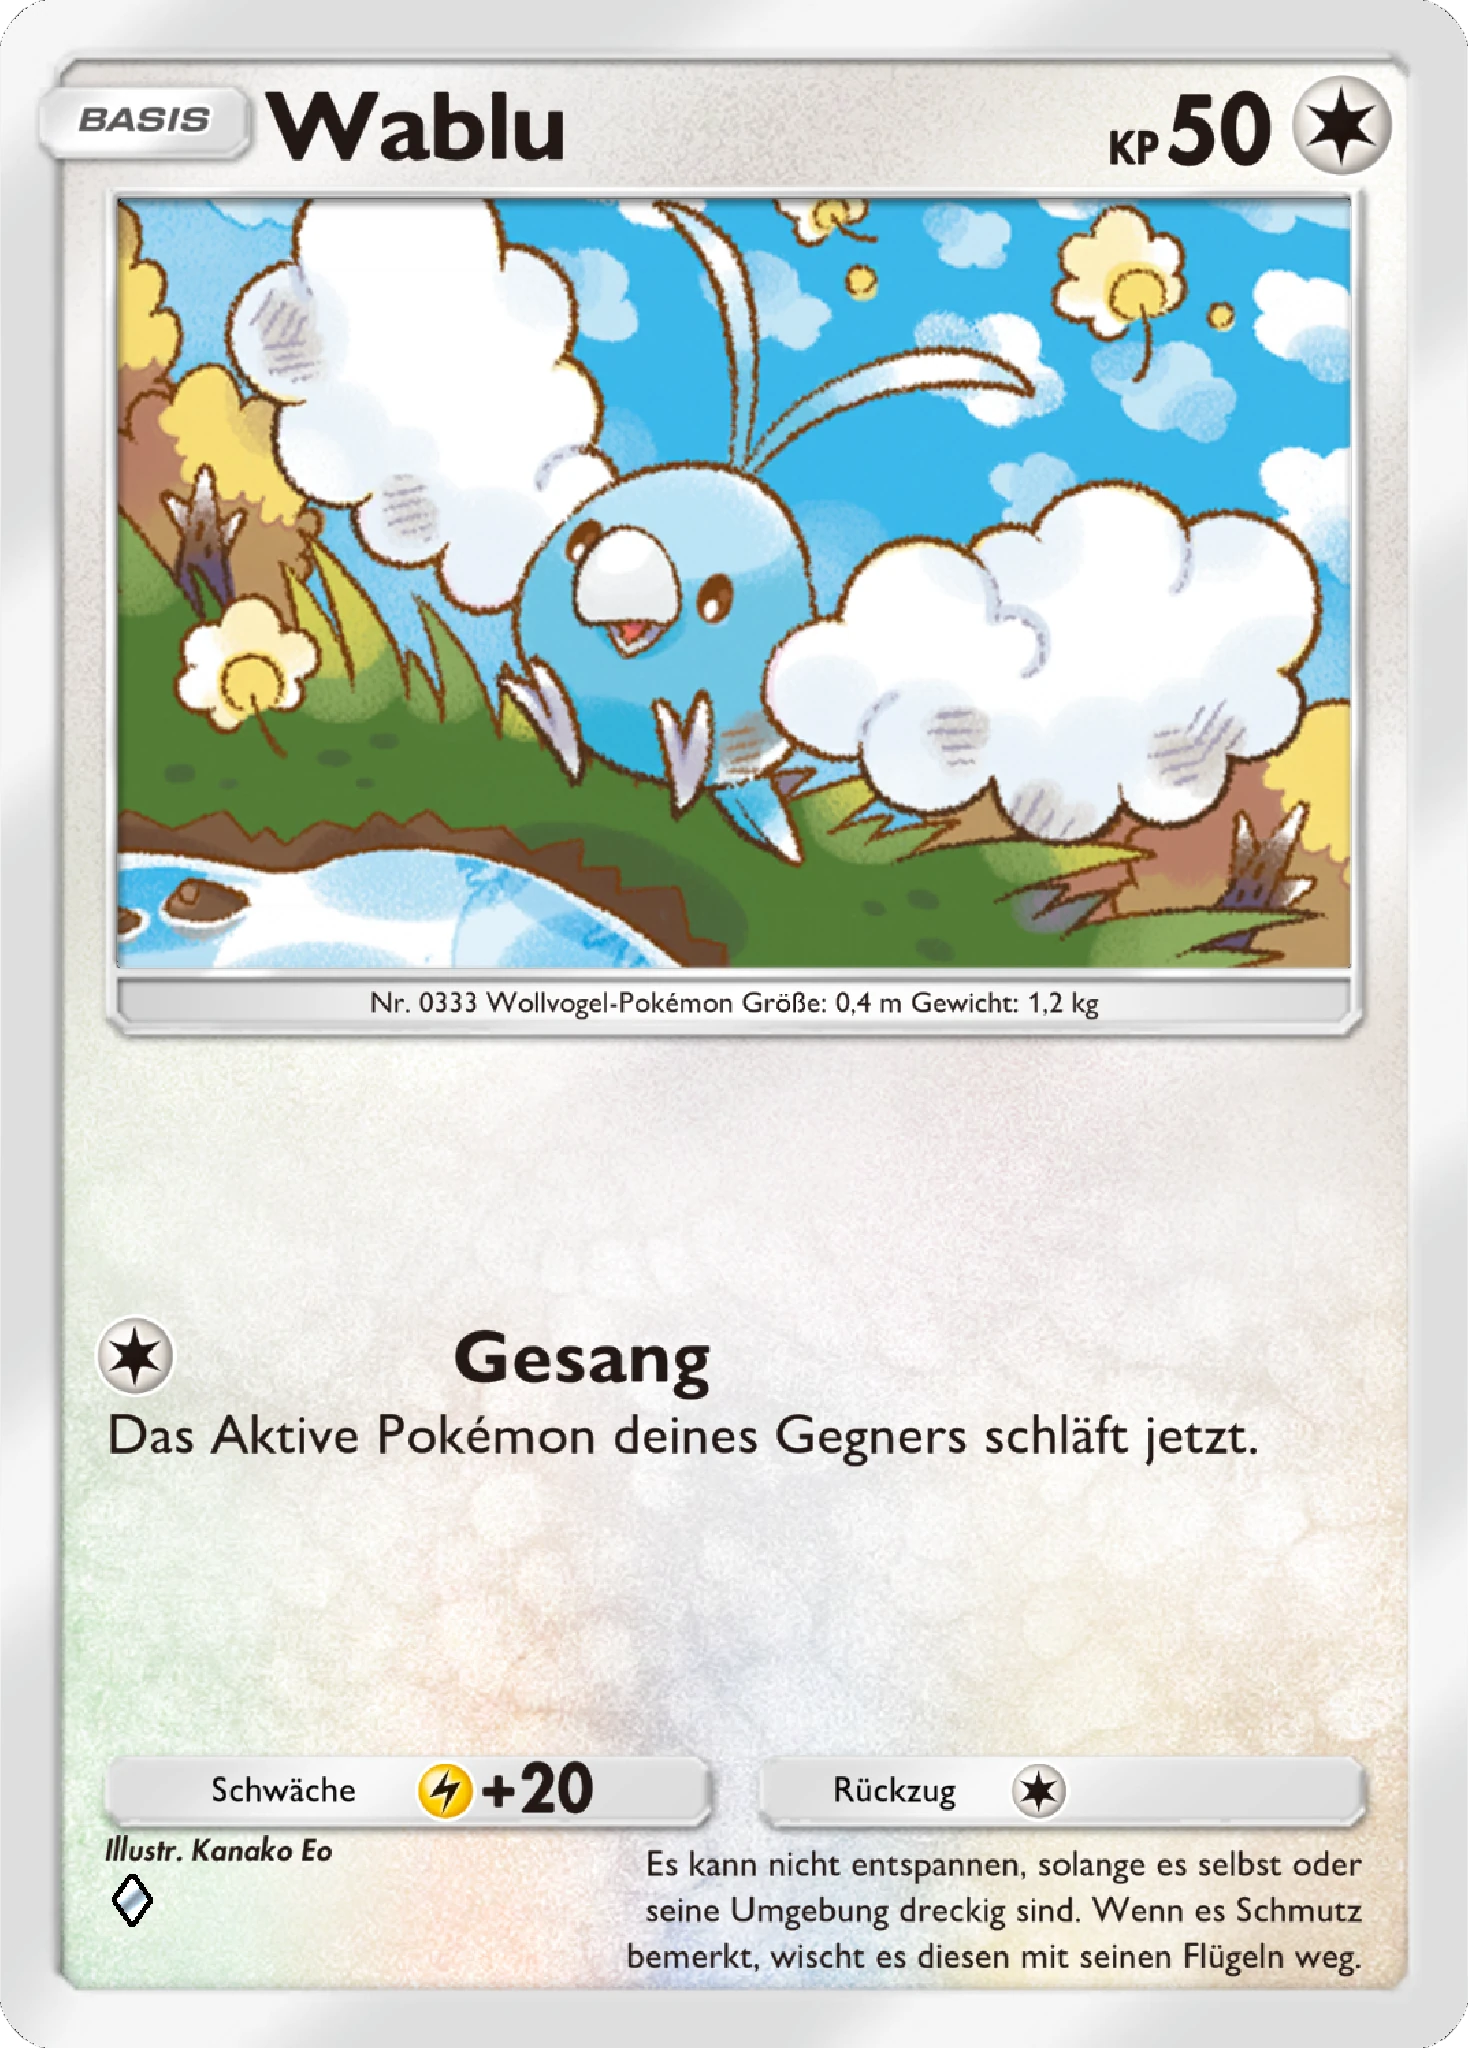 BASIS
Wablu
KP 50
Nr. 0333 Wollvogel-Pokémon Größe: 0,4 m Gewicht: 1,2 kg
Gesang
Das Aktive Pokémon deines Gegners schläft jetzt.
Schwäche +20
Rückzug
Illustr. Kanako Eo
Es kann nicht entspannen, solange es selbst oder
seine Umgebung dreckig sind. Wenn es Schmutz
bemerkt, wischt es diesen mit seinen Flügeln weg.